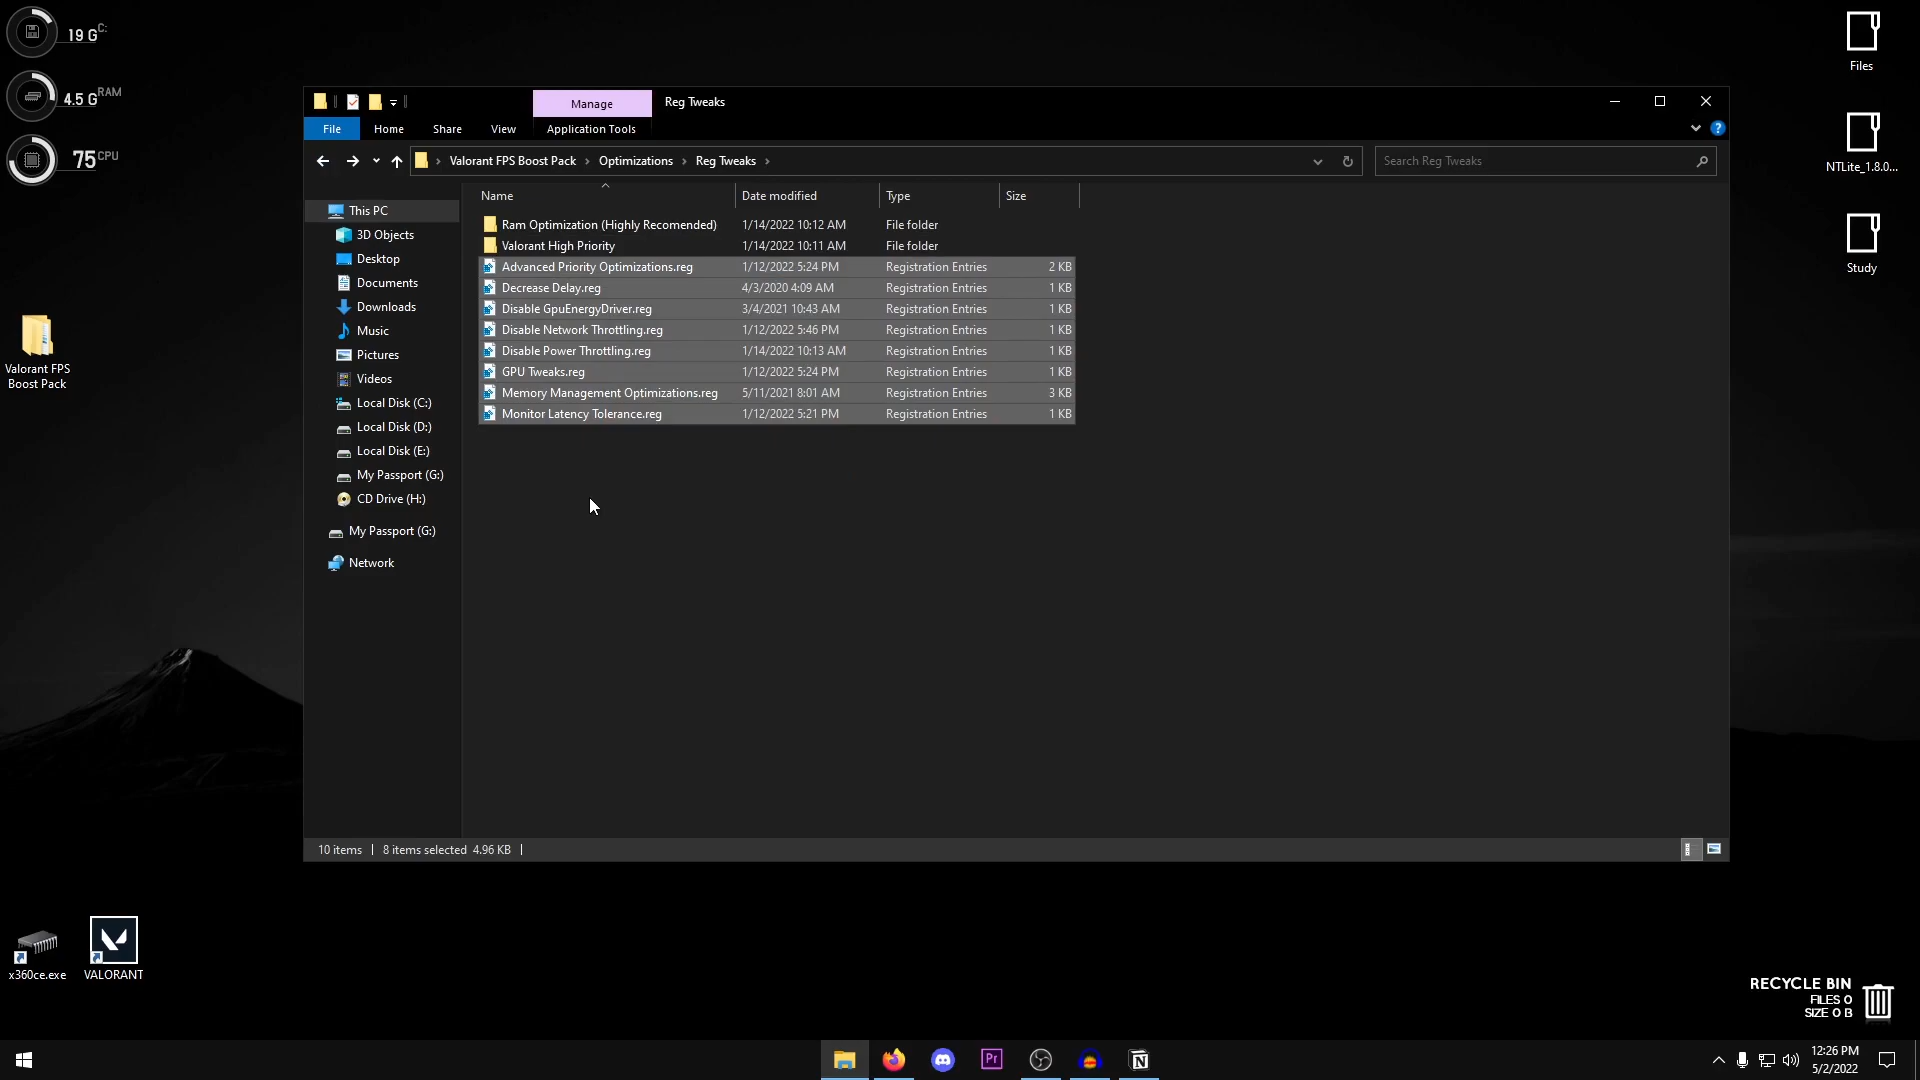 19 G C:
4.5 G RAM
75 CPU
Files
NTLite_1.8.0...
Study
Manage
Reg Tweaks
File
Home
Share
View
Application Tools
?
Valorant FPS Boost Pack
Optimizations
Reg Tweaks
Search Reg Tweaks
Name
Date modified
Type
Size
This PC
3D Objects
Desktop
Documents
Downloads
Music
Pictures
Videos
Local Disk (C:)
Local Disk (D:)
Local Disk (E:)
My Passport (G:)
CD Drive (H:)
My Passport (G:)
Network
Ram Optimization (Highly Recomended) 1/14/2022 10:12 AM File folder
Valorant High Priority 1/14/2022 10:11 AM File folder
Advanced Priority Optimizations.reg 1/12/2022 5:24 PM Registration Entries 2 KB
Decrease Delay.reg 4/3/2020 4:09 AM Registration Entries 1 KB
Disable GpuEnergyDriver.reg 3/4/2021 10:43 AM Registration Entries 1 KB
Disable Network Throttling.reg 1/12/2022 5:46 PM Registration Entries 1 KB
Disable Power Throttling.reg 1/14/2022 10:13 AM Registration Entries 1 KB
GPU Tweaks.reg 1/12/2022 5:24 PM Registration Entries 1 KB
Memory Management Optimizations.reg 5/11/2021 8:01 AM Registration Entries 3 KB
Monitor Latency Tolerance.reg 1/12/2022 5:21 PM Registration Entries 1 KB
10 items
8 items selected 4.96 KB
Valorant FPS
Boost Pack
x360ce.exe
VALORANT
RECYCLE BIN
FILES 0
SIZE 0 B
Pr
N
12:26 PM
5/2/2022